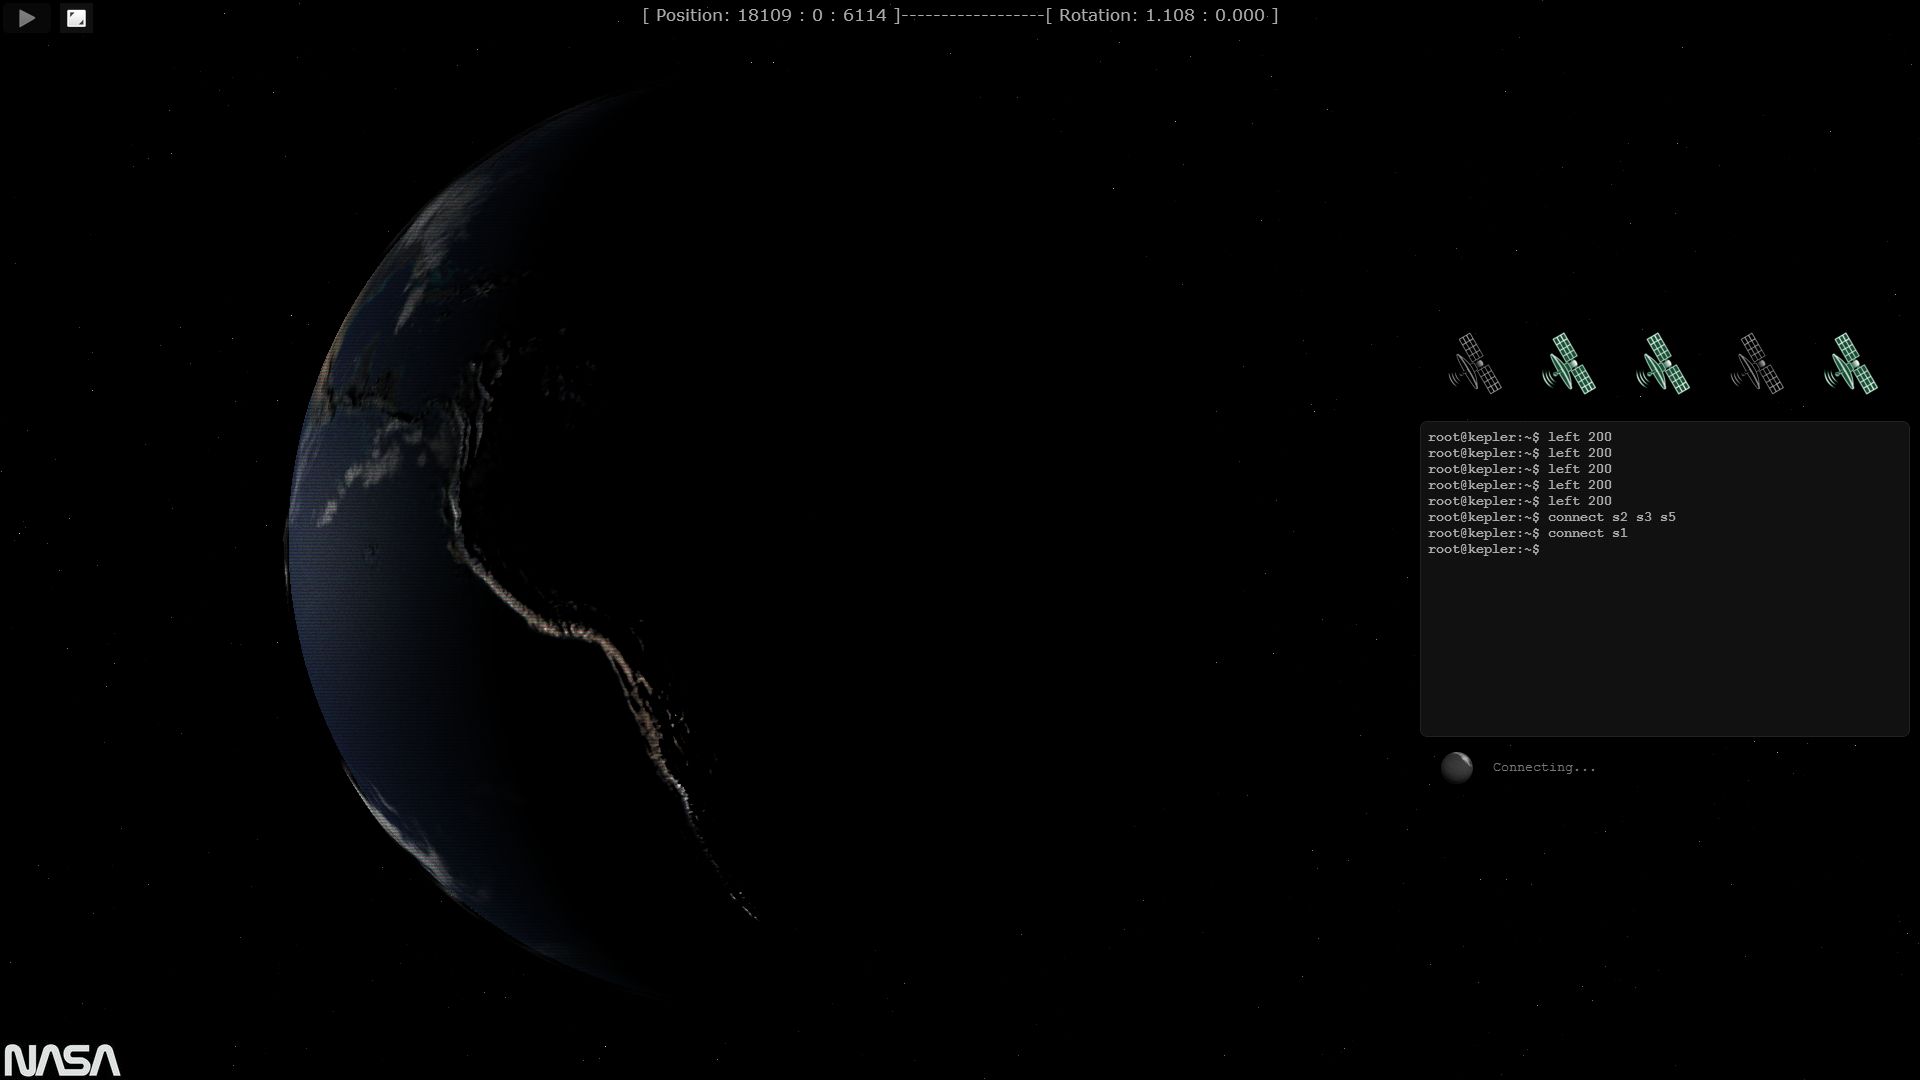 [ Position: 18109 : 0 : 6114 ]------------------[ Rotation: 1.108 : 0.000 ]
root@kepler:~$ left 200
root@kepler:~$ left 200
root@kepler:~$ left 200
root@kepler:~$ left 200
root@kepler:~$ left 200
root@kepler:~$ connect s2 s3 s5
root@kepler:~$ connect s1
root@kepler:~$
Connecting...
NASA